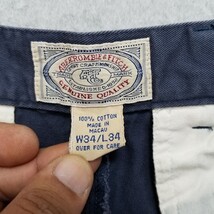 ABERCROMBIE & FITCH
GENUINE QUALITY
100% COTTON
MADE IN
MACAU
W34/L34
OVER FOR CARE